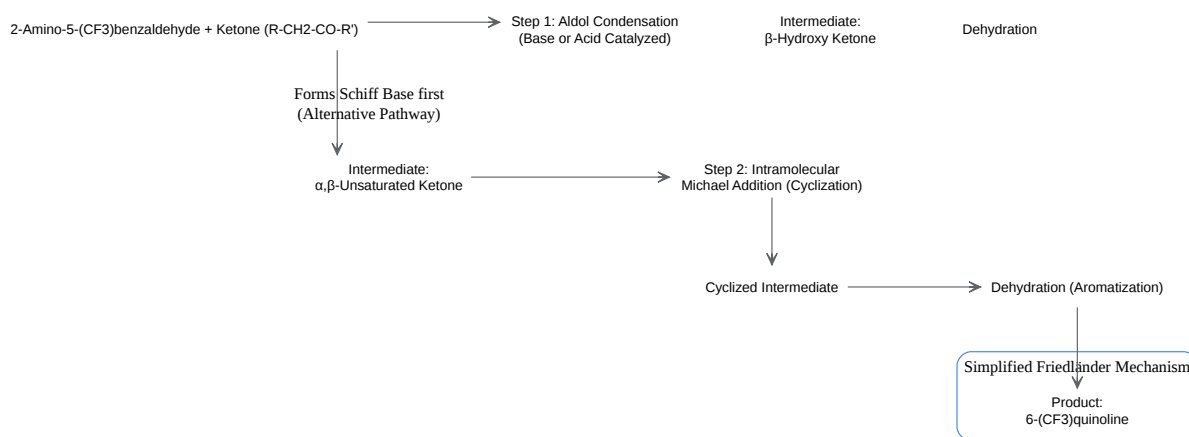 2-Amino-5-(CF3)benzaldehyde + Ketone (R-CH2-CO-R')
Step 1: Aldol Condensation
(Base or Acid Catalyzed)
Intermediate:
β-Hydroxy Ketone
Dehydration
Forms Schiff Base first
(Alternative Pathway)
Intermediate:
α,β-Unsaturated Ketone
Step 2: Intramolecular
Michael Addition (Cyclization)
Cyclized Intermediate
Dehydration (Aromatization)
Simplified Friedländer Mechanism
Product:
6-(CF3)quinoline